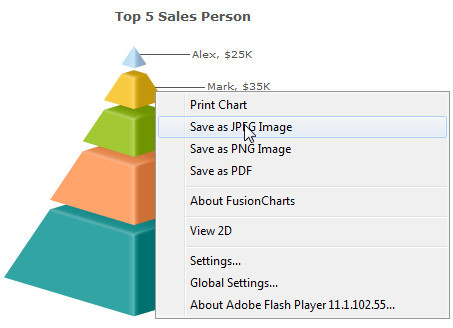 Top 5 Sales Person
Alex, $25K
Mark, $35K
Print Chart
Save as JPEG Image
Save as PNG Image
Save as PDF
About FusionCharts
View 2D
Settings...
Global Settings...
About Adobe Flash Player 11.1.102.55...